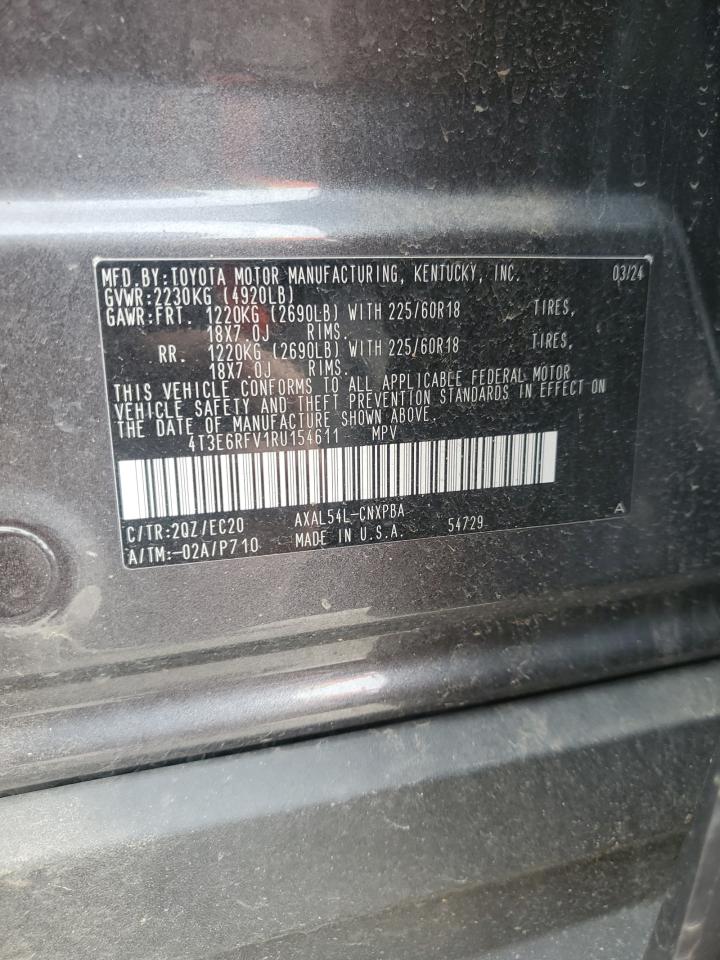 MFD.BY:TOYOTA MOTOR MANUFACTURING, KENTUCKY, INC. 03/24
GVWR:2230KG (4920LB)
GAWR:FRT. 1220KG (2690LB) WITH 225/60R18 TIRES,
18X7.0J RIMS.
RR. 1220KG (2690LB) WITH 225/60R18 TIRES,
18X7.0J RIMS.
THIS VEHICLE CONFORMS TO ALL APPLICABLE FEDERAL MOTOR
VEHICLE SAFETY AND THEFT PREVENTION STANDARDS IN EFFECT ON
THE DATE OF MANUFACTURE SHOWN ABOVE.
4T3E6RFV1RU154611 MPV
C/TR:2QZ/EC20 AXAL54L-CNXPBA A
A/TM:-02A/P710 MADE IN U.S.A. 54729